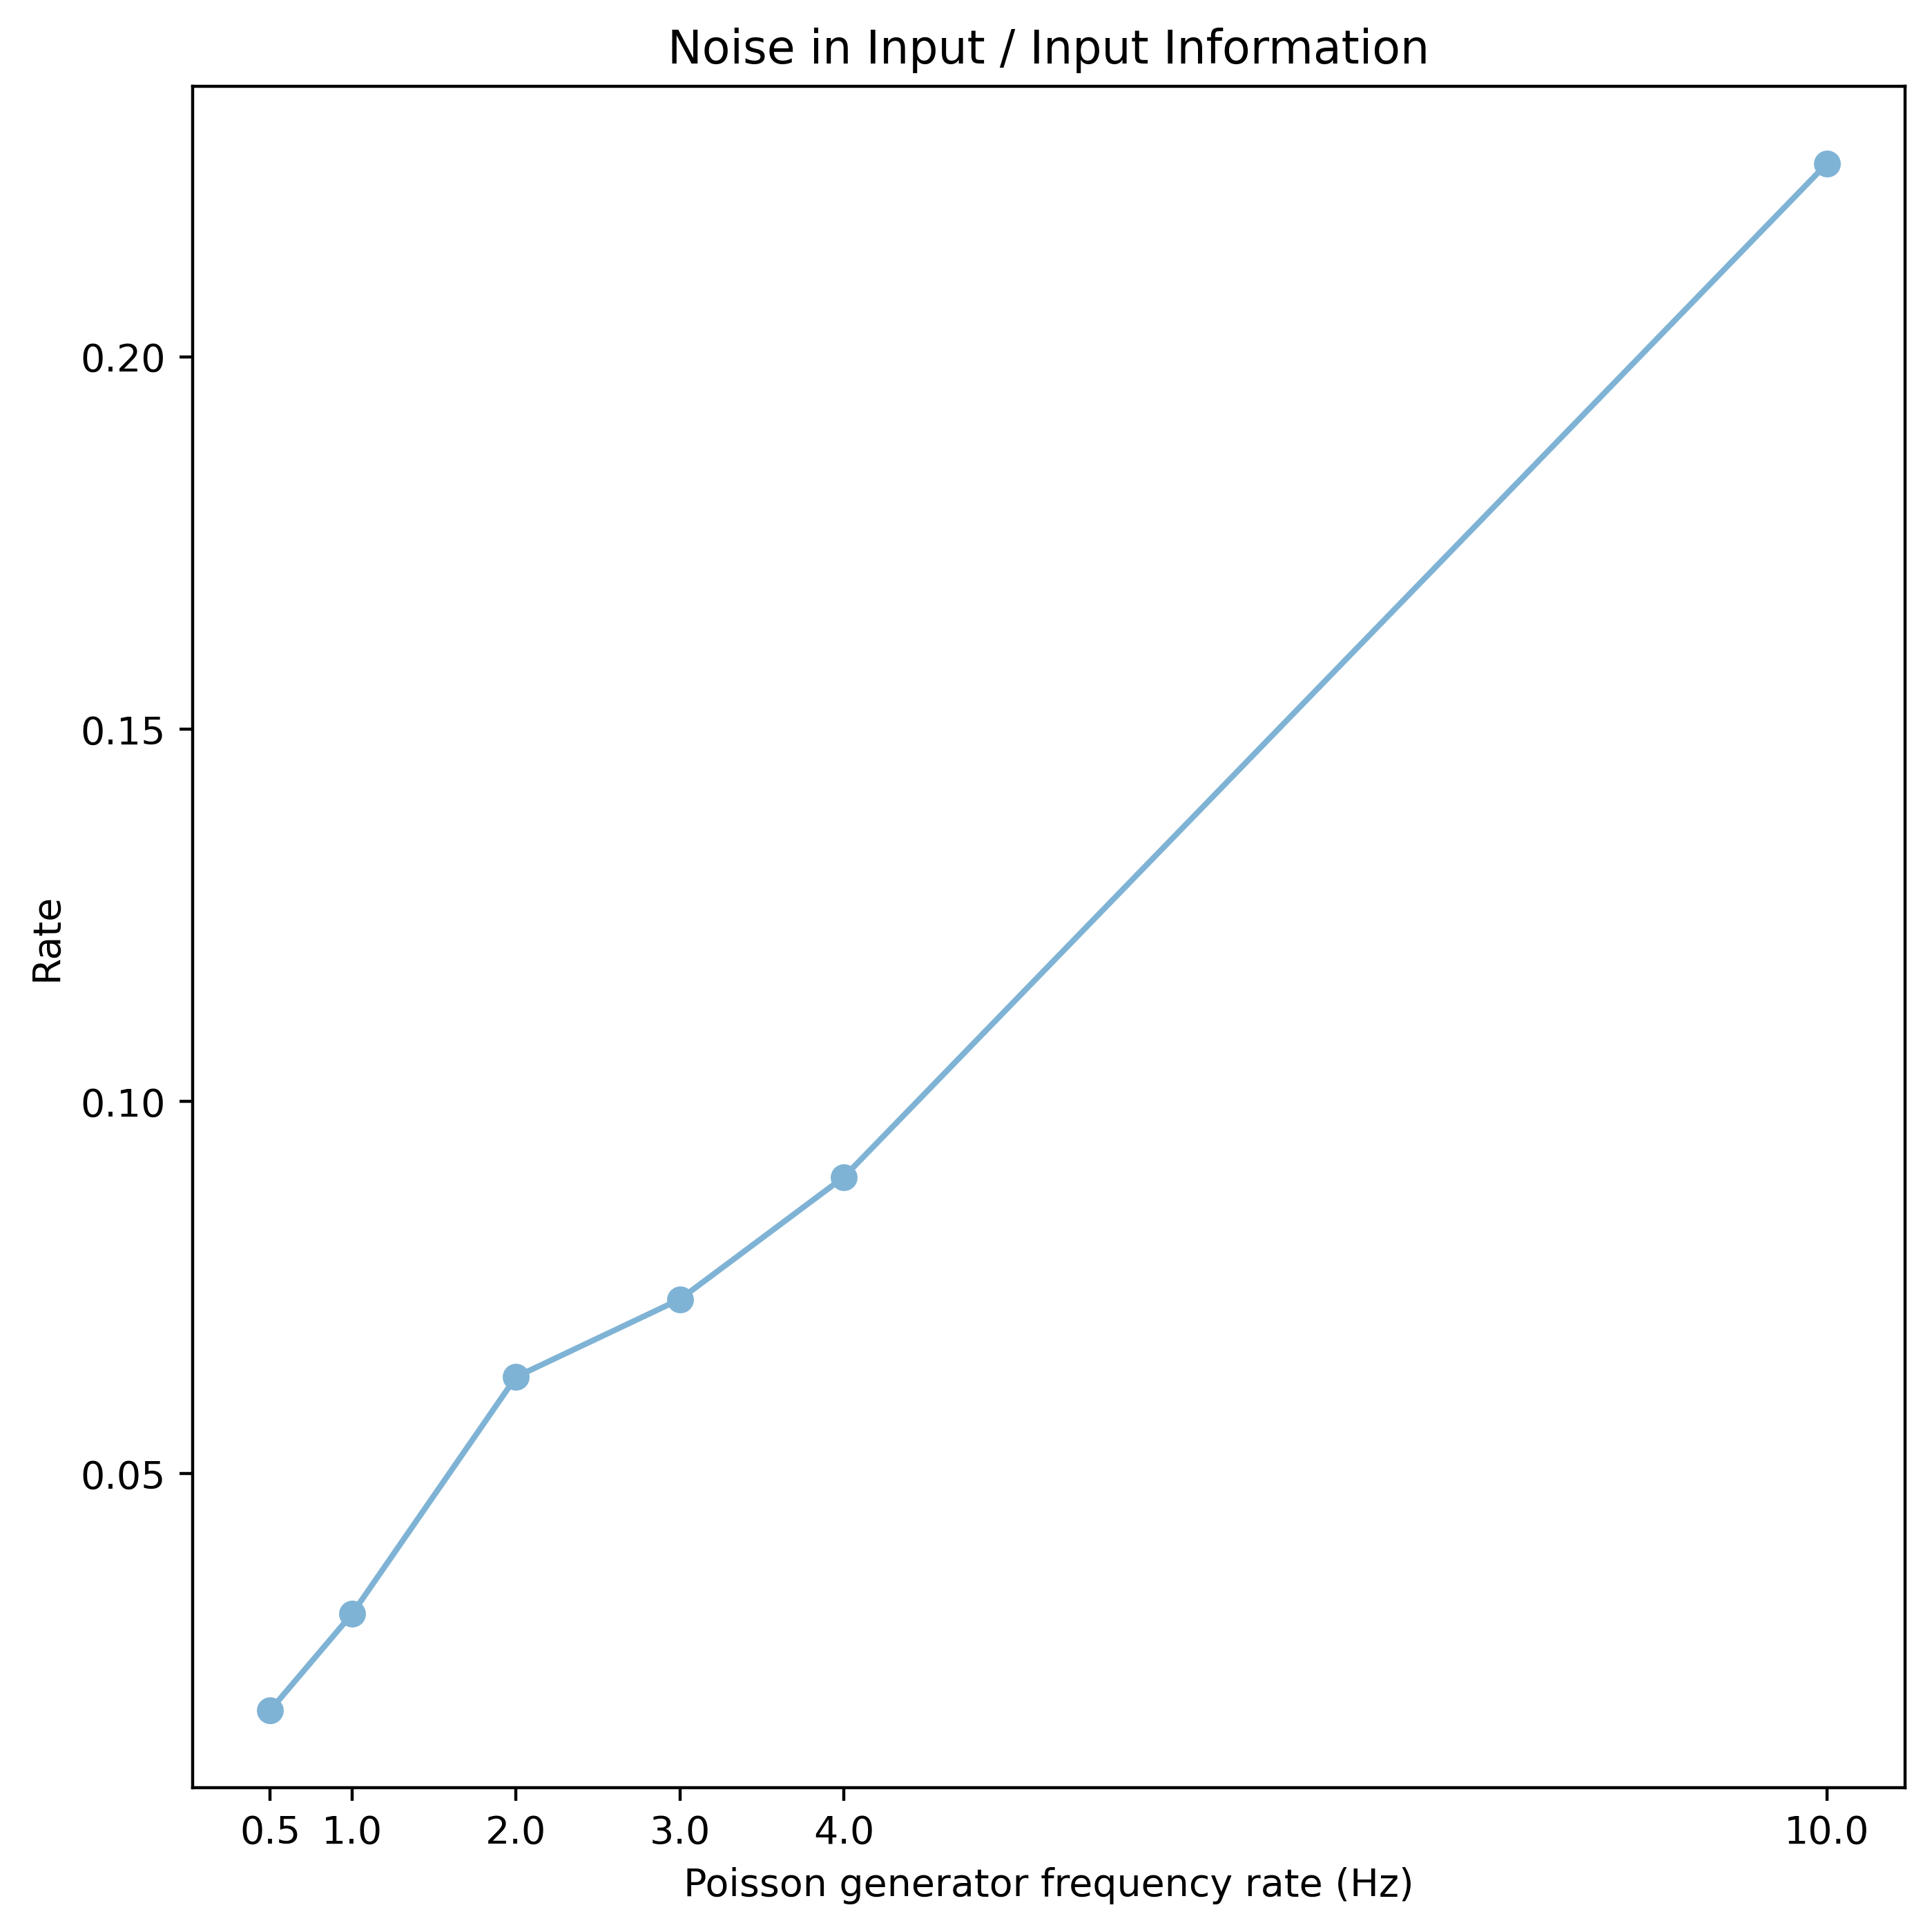 Noise in Input / Input Information
0.20
0.15
0.10
0.05
Rate
0.5 1.0 2.0 3.0 4.0 10.0
Poisson generator frequency rate (Hz)